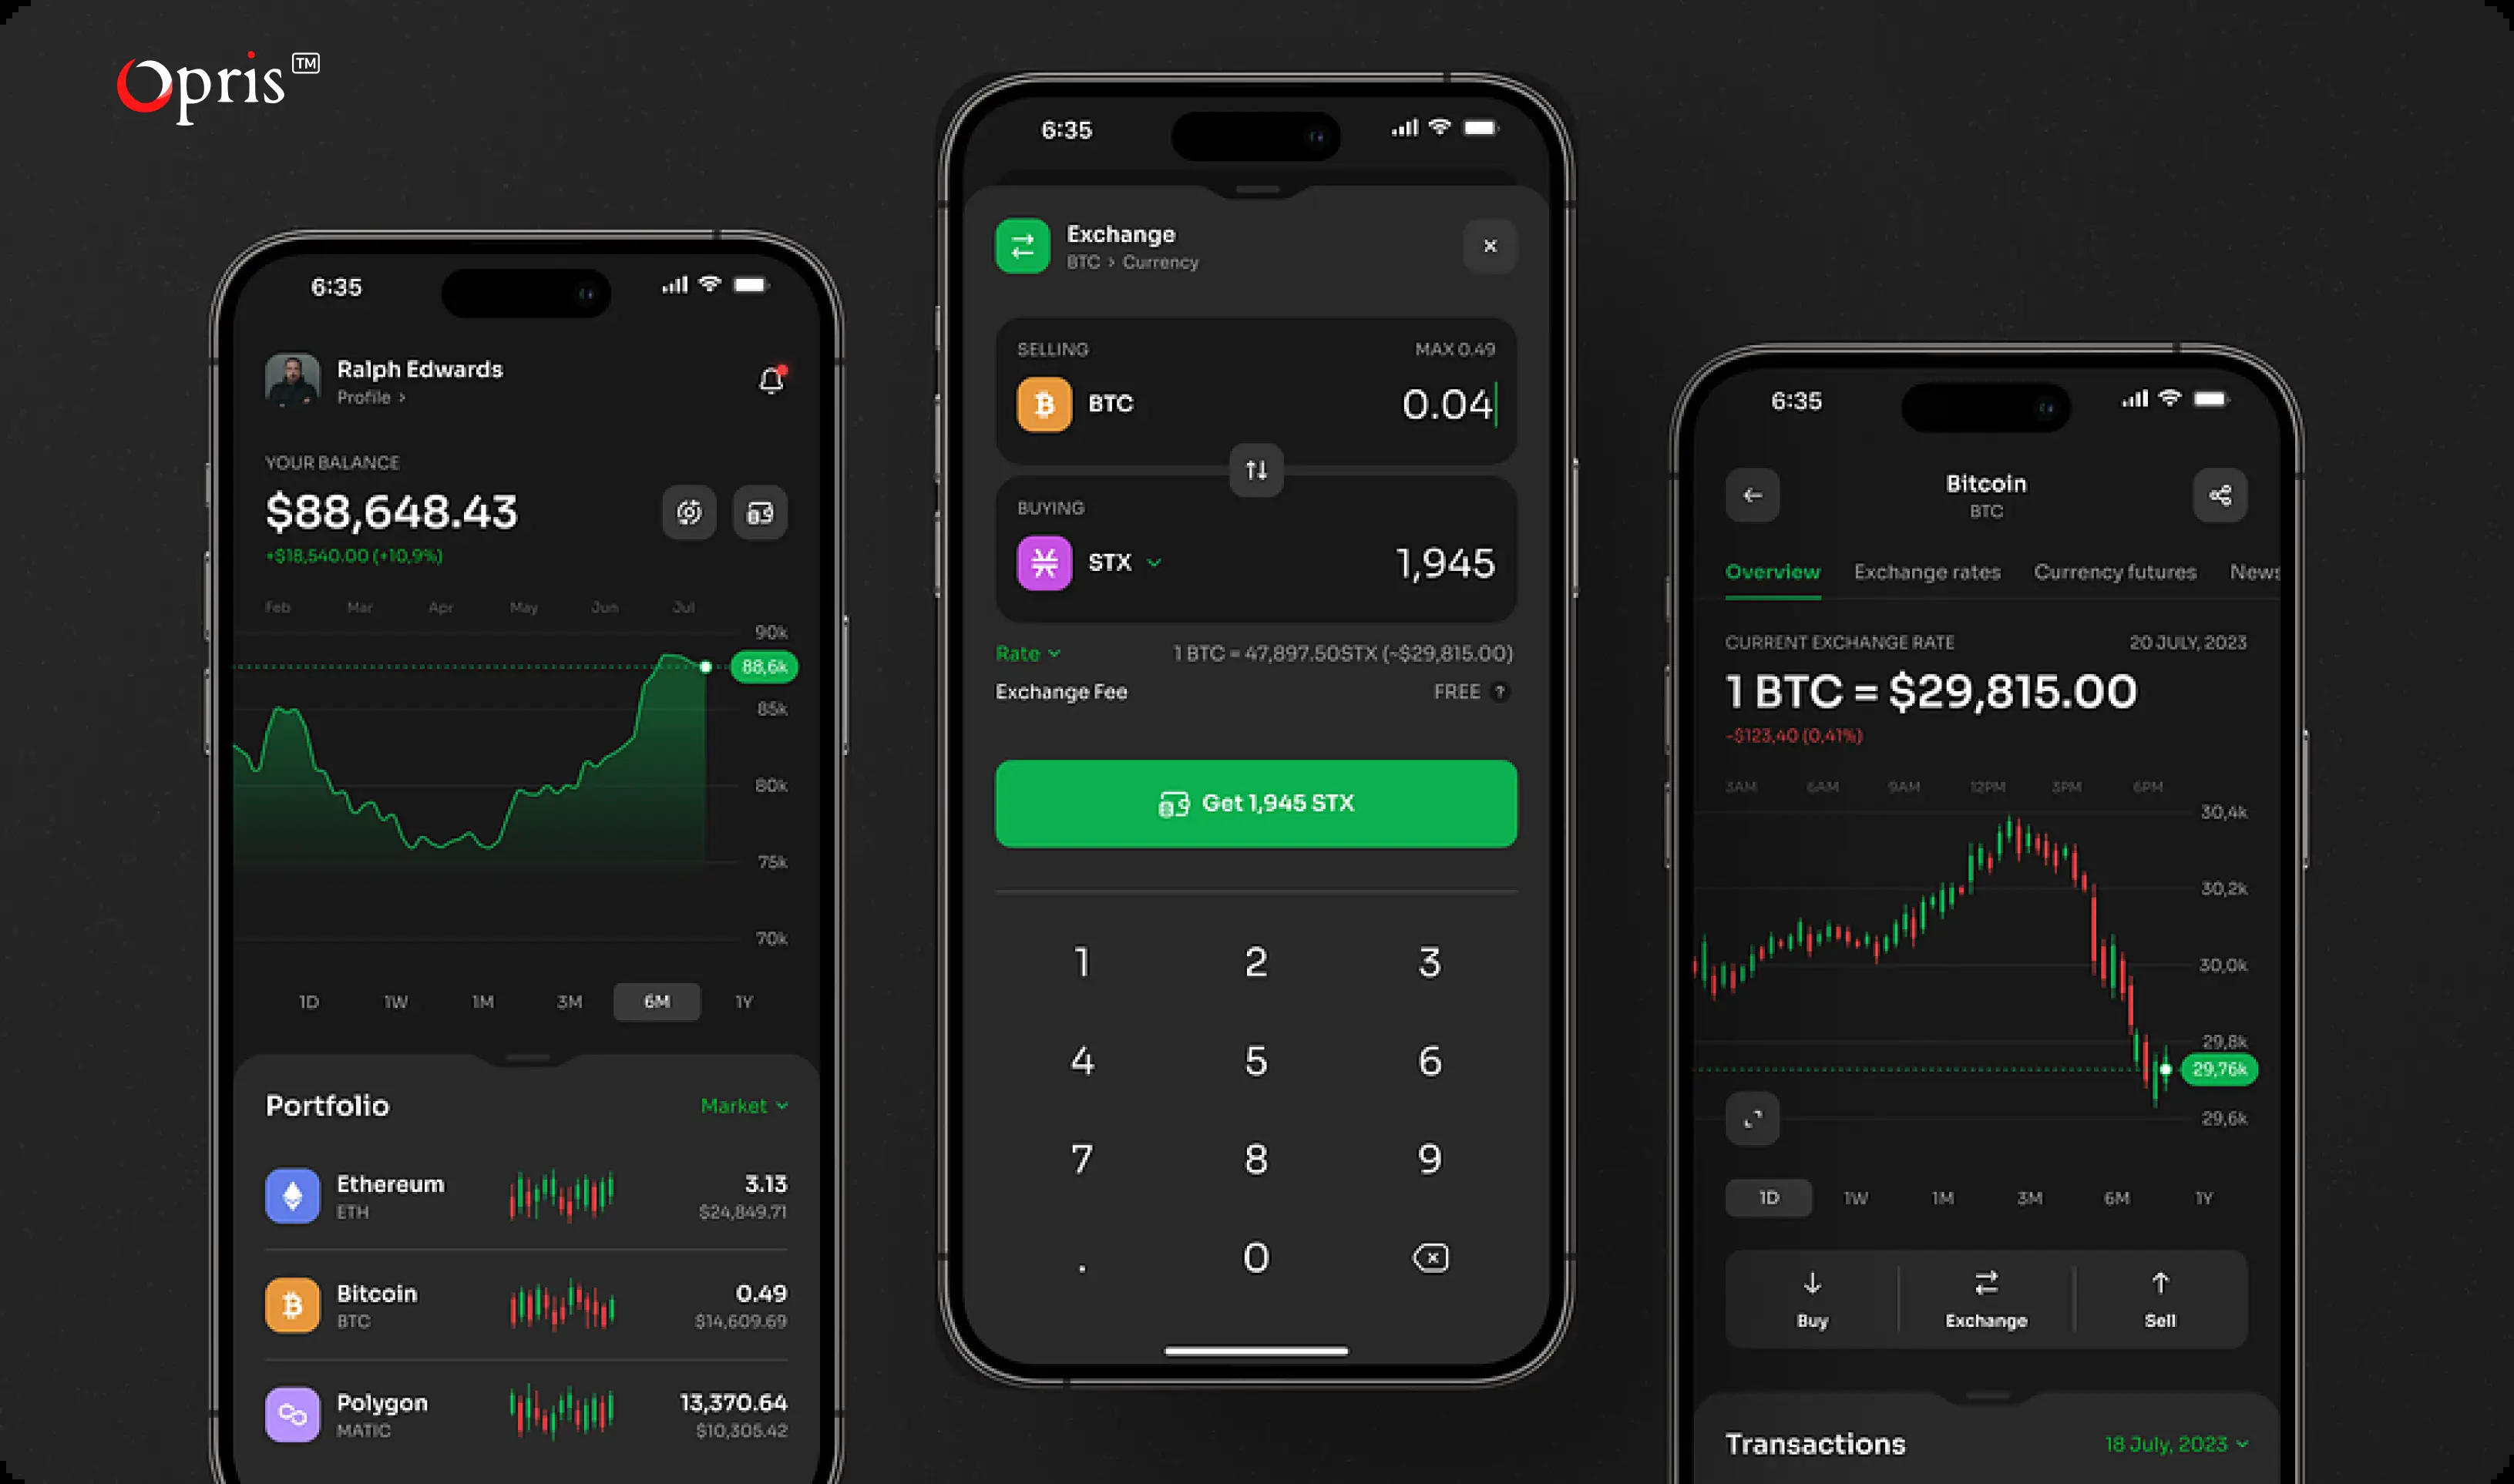 Opris TM
6:35
Ralph Edwards
Profile >
YOUR BALANCE
$88,648.43
+$18,540.00 (+10,9%)
Feb Mar Apr May Jun Jul
90k
88,6k
85k
80k
75k
70k
1D 1W 1M 3M 6M 1Y
Portfolio
Market
Ethereum
3.13
ETH
$24,849.71
Bitcoin
0.49
BTC
$14,609.69
Polygon
13,370.64
MATIC
$10,305.42
6:35
Exchange
BTC > Currency
SELLING
MAX 0.49
BTC
0.04
BUYING
STX
1,945
Rate
1 BTC = 47,897.50STX (~$29,815.00)
Exchange Fee
FREE ?
Get 1,945 STX
1 2 3
4 5 6
7 8 9
. 0
6:35
Bitcoin
BTC
Overview Exchange rates Currency futures News
CURRENT EXCHANGE RATE
20 JULY, 2023
1 BTC = $29,815.00
-$123,40 (0,41%)
3AM 6AM 9AM 12PM 3PM 6PM
30,4k
30,2k
30,0k
29,8k
29,76k
29,6k
1D 1W 1M 3M 6M 1Y
Buy Exchange Sell
Transactions
18 July, 2023